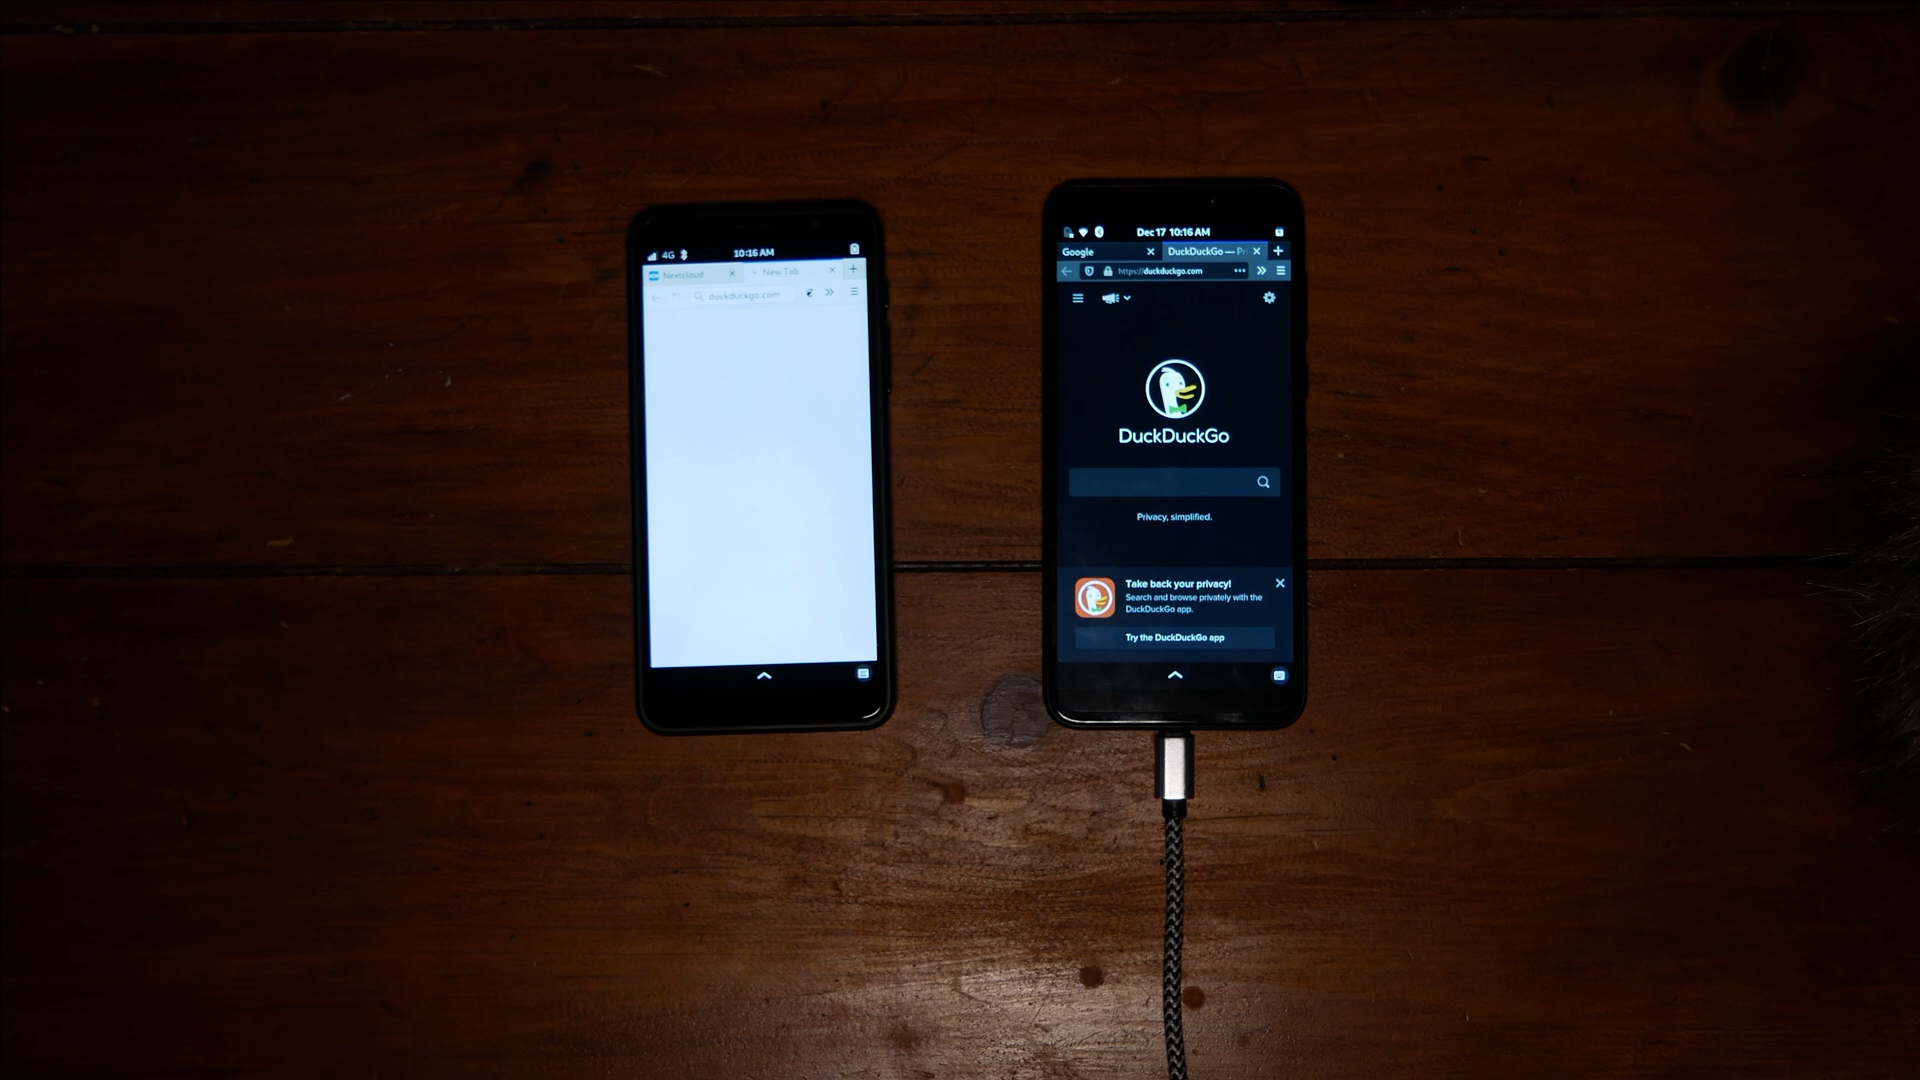 4G
10:16 AM
Nextcloud
New Tab
duckduckgo.com
Dec 17 10:16 AM
Google
DuckDuckGo — Pr
https://duckduckgo.com
DuckDuckGo
Privacy, simplified.
Take back your privacy!
Search and browse privately with the
DuckDuckGo app.
Try the DuckDuckGo app